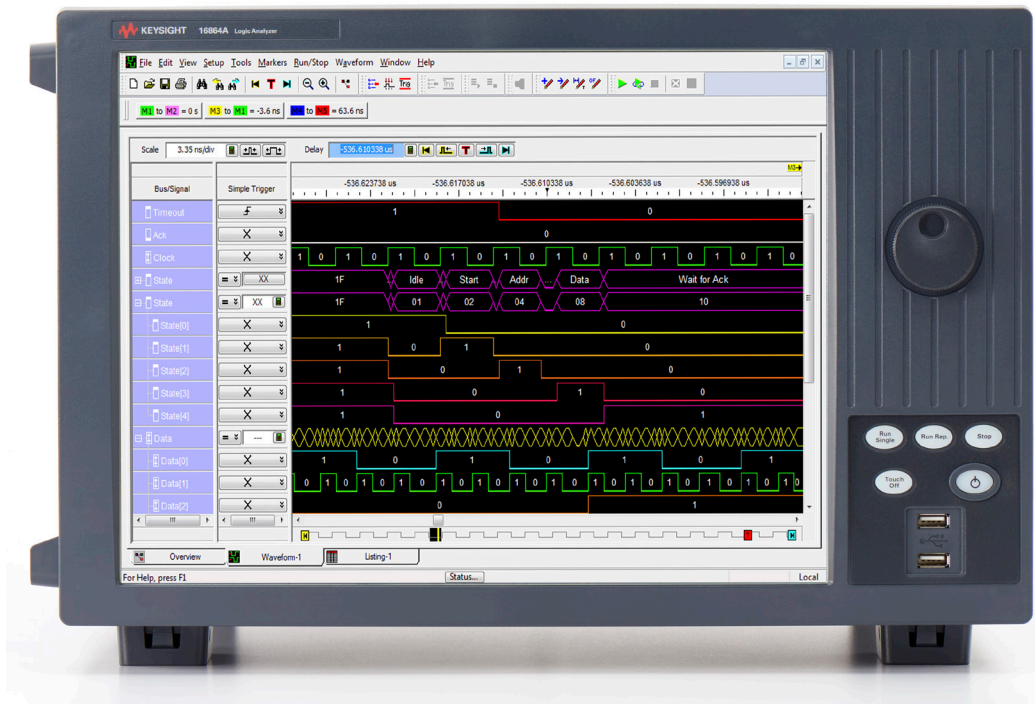 KEYSIGHT 16864A Logic Analyzer
File Edit View Setup Tools Markers Run/Stop Waveform Window Help
M1 to M2 = 0 s M3 to M1 = -3.6 ns to M5 = 63.6 ns
Scale 3.35 ns/div Delay -536.610338 us
M3
Bus/Signal Simple Trigger -536.623738 us -536.617038 us -536.610338 us -536.603638 us -536.596938 us
Timeout 1 0
Ack X 0
Clock X 1 0 1 0 1 0 1 0 1 0 1 0 1 0 1 0 1 0 1 0
State = XX 1F Idle Start Addr ... Data Wait for Ack
State = XX 1F 01 02 04 08 10
State[0] X 1 0
State[1] X 1 0 1 0
State[2] X 1 0 1 0
State[3] X 1 0 1 0
State[4] X 1 0 1
Data = ---
Data[0] X 1 0 1 0 1 0 1
Data[1] X 1 0 1 0 1 0 1 0 1 0 1 0 1 0 1 0 1 0 1 0 1 0 1 0 1 0
Data[2] X 0 1
Overview Waveform-1 Listing-1
For Help, press F1 Status... Local
Run Single
Run Rep.
Stop
Touch Off